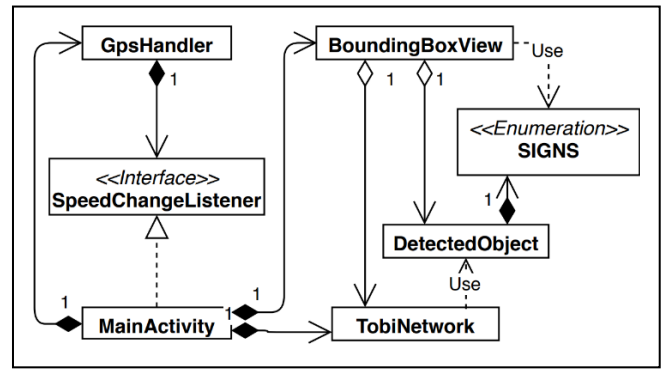 GpsHandler
1
BoundingBoxView
1
1
Use
<<Enumeration>>
SIGNS
<<Interface>>
SpeedChangeListener
1
DetectedObject
Use
1
MainActivity
1
1
TobiNetwork